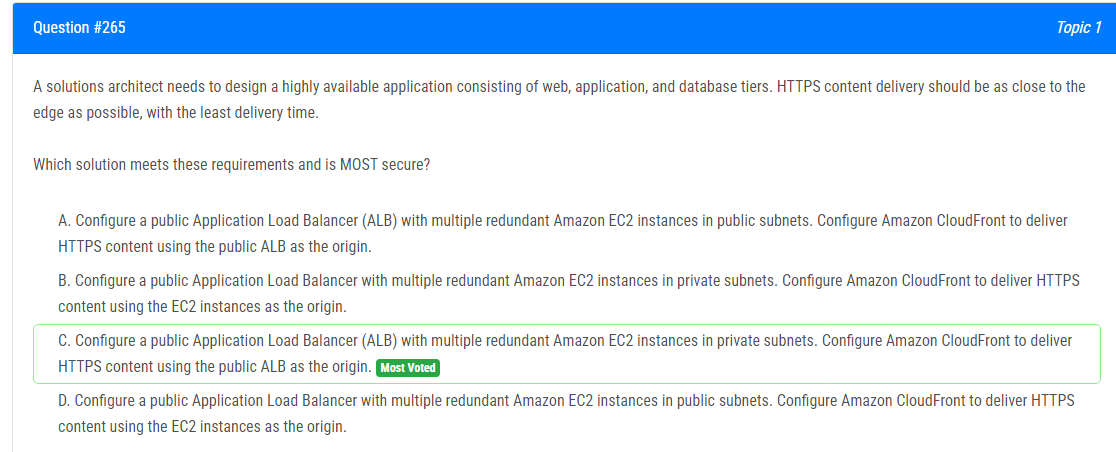 Question #265
Topic 1
A solutions architect needs to design a highly available application consisting of web, application, and database tiers. HTTPS content delivery should be as close to the
edge as possible, with the least delivery time.
Which solution meets these requirements and is MOST secure?
A. Configure a public Application Load Balancer (ALB) with multiple redundant Amazon EC2 instances in public subnets. Configure Amazon CloudFront to deliver
HTTPS content using the public ALB as the origin.
B. Configure a public Application Load Balancer with multiple redundant Amazon EC2 instances in private subnets. Configure Amazon CloudFront to deliver HTTPS
content using the EC2 instances as the origin.
C. Configure a public Application Load Balancer (ALB) with multiple redundant Amazon EC2 instances in private subnets. Configure Amazon CloudFront to deliver
HTTPS content using the public ALB as the origin. Most Voted
D. Configure a public Application Load Balancer with multiple redundant Amazon EC2 instances in public subnets. Configure Amazon CloudFront to deliver HTTPS
content using the EC2 instances as the origin.